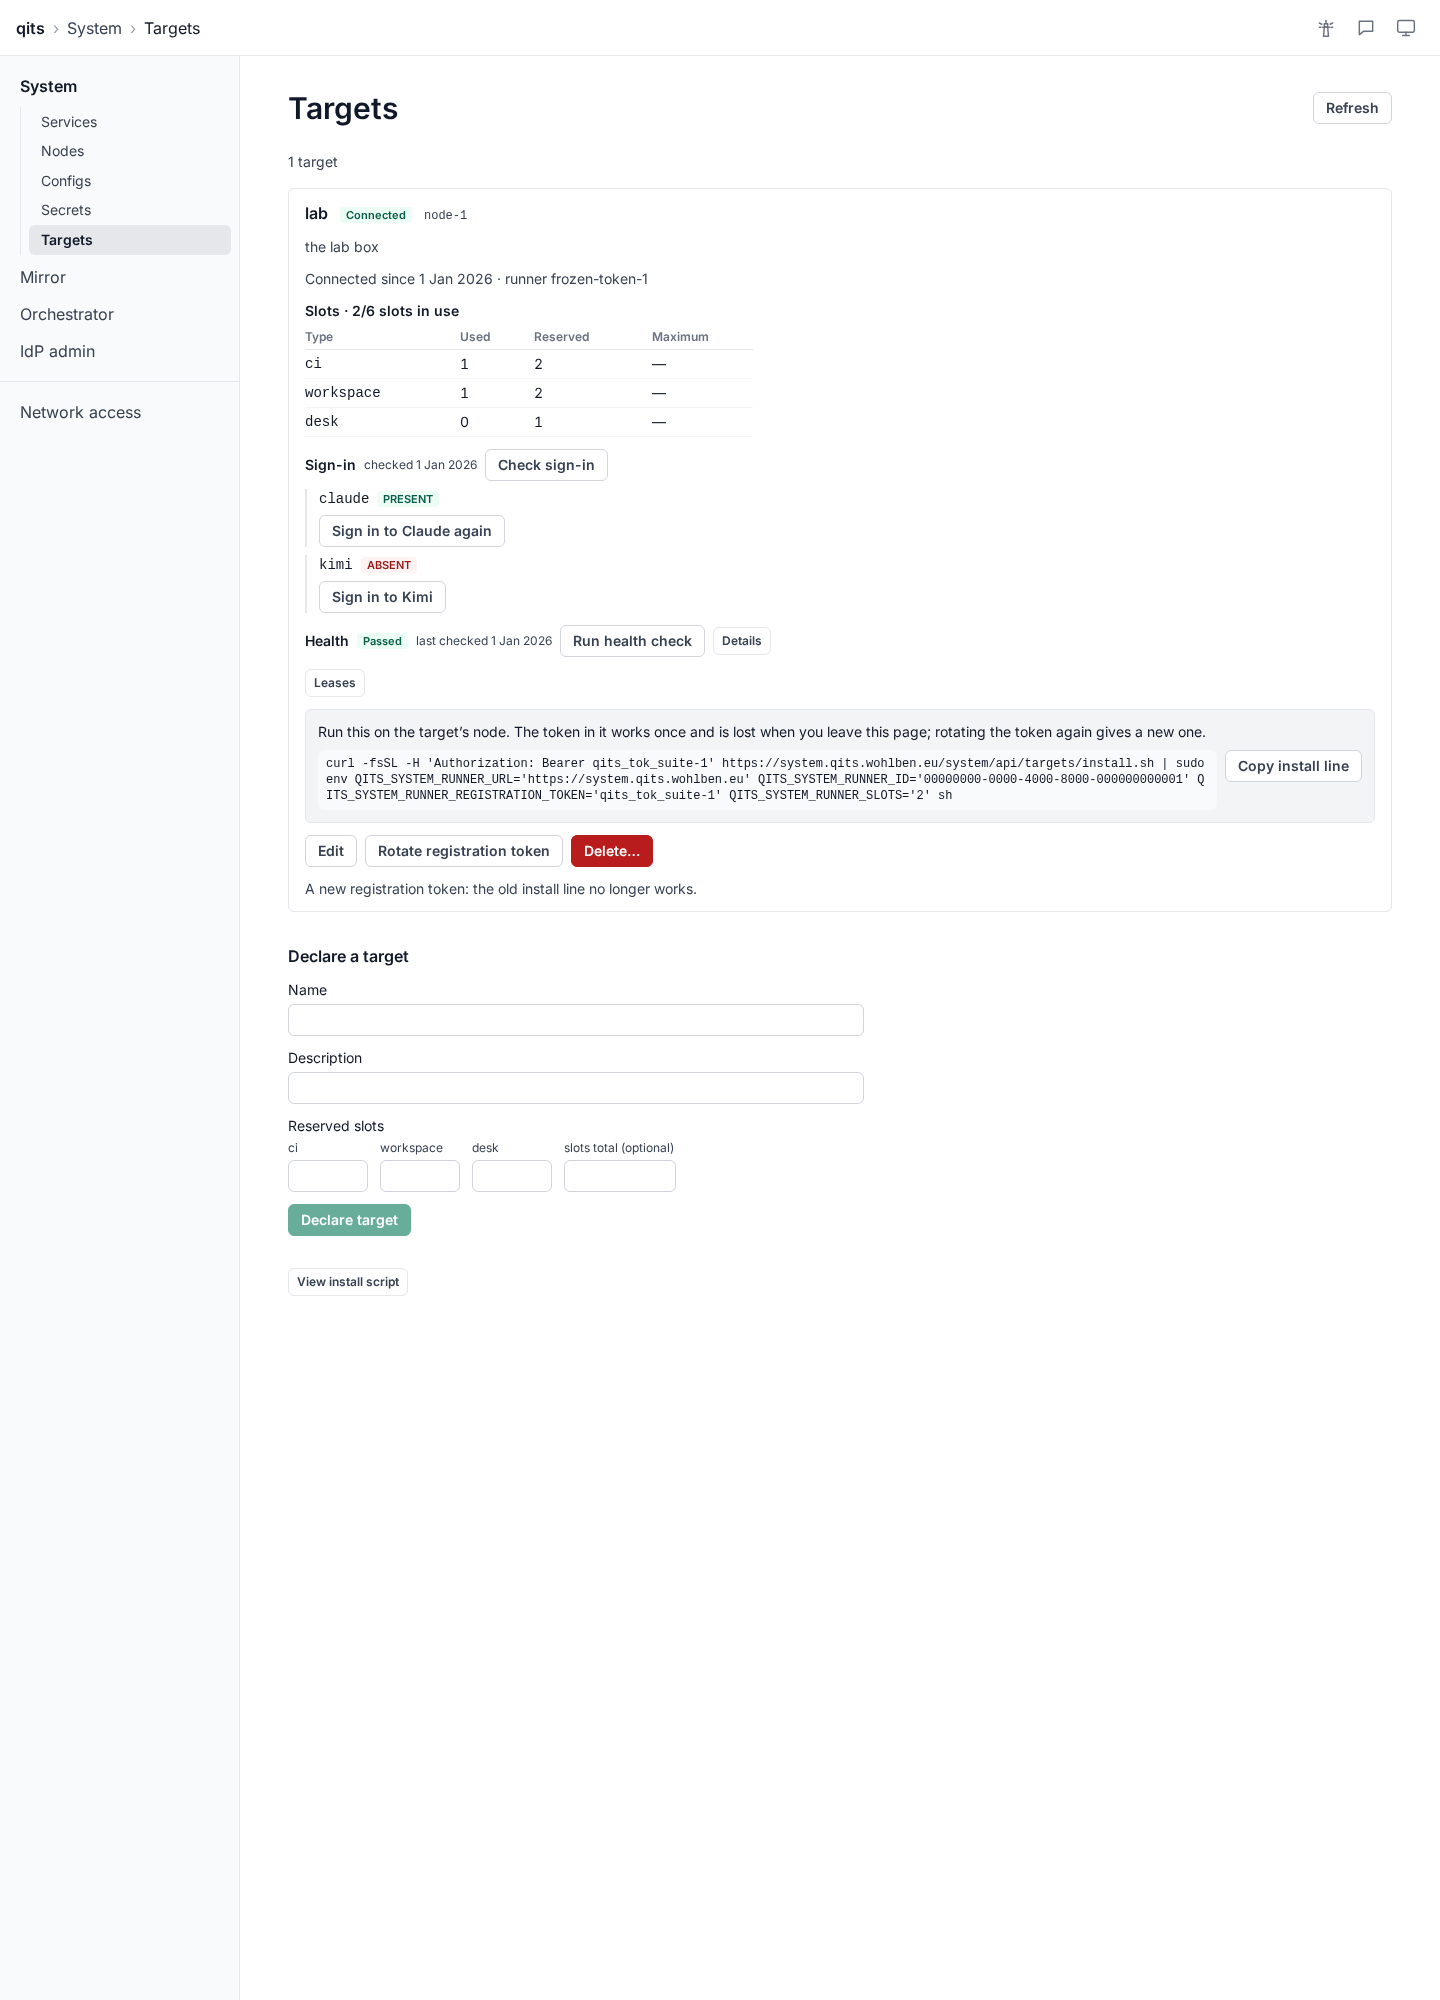 qits › System › Targets
System
Services
Nodes
Configs
Secrets
Targets
Mirror
Orchestrator
IdP admin
Network access
Targets
Refresh
1 target
lab Connected node-1
the lab box
Connected since 1 Jan 2026 · runner frozen-token-1
Slots · 2/6 slots in use
Type Used Reserved Maximum
ci 1 2 —
workspace 1 2 —
desk 0 1 —
Sign-in checked 1 Jan 2026 Check sign-in
claude PRESENT
Sign in to Claude again
kimi ABSENT
Sign in to Kimi
Health Passed last checked 1 Jan 2026 Run health check Details
Leases
Run this on the target’s node. The token in it works once and is lost when you leave this page; rotating the token again gives a new one.
curl -fsSL -H 'Authorization: Bearer qits_tok_suite-1' https://system.qits.wohlben.eu/system/api/targets/install.sh | sudo
env QITS_SYSTEM_RUNNER_URL='https://system.qits.wohlben.eu' QITS_SYSTEM_RUNNER_ID='00000000-0000-4000-8000-000000000001' Q
ITS_SYSTEM_RUNNER_REGISTRATION_TOKEN='qits_tok_suite-1' QITS_SYSTEM_RUNNER_SLOTS='2' sh
Copy install line
Edit Rotate registration token Delete…
A new registration token: the old install line no longer works.
Declare a target
Name
Description
Reserved slots
ci workspace desk slots total (optional)
Declare target
View install script